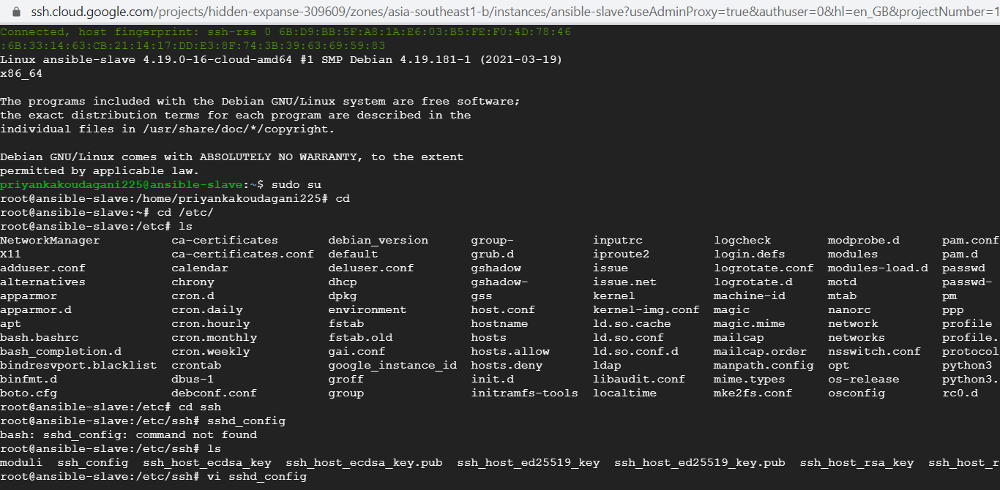 ssh.cloud.google.com/projects/hidden-expanse-309609/zones/asia-southeast1-b/instances/ansible-slave?useAdminProxy=true&authuser=0&hl=en_GB&projectNumber=1
Connected, host fingerprint: ssh-rsa 0 6B:D9:BB:5F:A8:1A:E6:03:B5:FE:F0:4D:78:46
:6B:33:14:63:CB:21:14:17:DD:E3:8F:74:3B:39:63:69:59:83
Linux ansible-slave 4.19.0-16-cloud-amd64 #1 SMP Debian 4.19.181-1 (2021-03-19)
x86_64
The programs included with the Debian GNU/Linux system are free software;
the exact distribution terms for each program are described in the
individual files in /usr/share/doc/*/copyright.
Debian GNU/Linux comes with ABSOLUTELY NO WARRANTY, to the extent
permitted by applicable law.
priyankakoudagani225@ansible-slave:~$ sudo su
root@ansible-slave:/home/priyankakoudagani225# cd
root@ansible-slave:~# cd /etc/
root@ansible-slave:/etc# ls
NetworkManager ca-certificates debian_version group- inputrc logcheck modprobe.d pam.conf
X11 ca-certificates.conf default grub.d iproute2 login.defs modules pam.d
adduser.conf calendar deluser.conf gshadow issue logrotate.conf modules-load.d passwd
alternatives chrony dhcp gshadow- issue.net logrotate.d motd passwd-
apparmor cron.d dpkg gss kernel machine-id mtab pm
apparmor.d cron.daily environment host.conf kernel-img.conf magic nanorc ppp
apt cron.hourly fstab hostname ld.so.cache magic.mime network profile
bash.bashrc cron.monthly fstab.old hosts ld.so.conf mailcap networks profile.
bash_completion.d cron.weekly gai.conf hosts.allow ld.so.conf.d mailcap.order nsswitch.conf protocol
bindresvport.blacklist crontab google_instance_id hosts.deny ldap manpath.config opt python3
binfmt.d dbus-1 groff init.d libaudit.conf mime.types os-release python3.
boto.cfg debconf.conf group initramfs-tools localtime mke2fs.conf osconfig rc0.d
root@ansible-slave:/etc# cd ssh
root@ansible-slave:/etc/ssh# sshd_config
bash: sshd_config: command not found
root@ansible-slave:/etc/ssh# ls
moduli ssh_config ssh_host_ecdsa_key ssh_host_ecdsa_key.pub ssh_host_ed25519_key ssh_host_ed25519_key.pub ssh_host_rsa_key ssh_host_r
root@ansible-slave:/etc/ssh# vi sshd_config